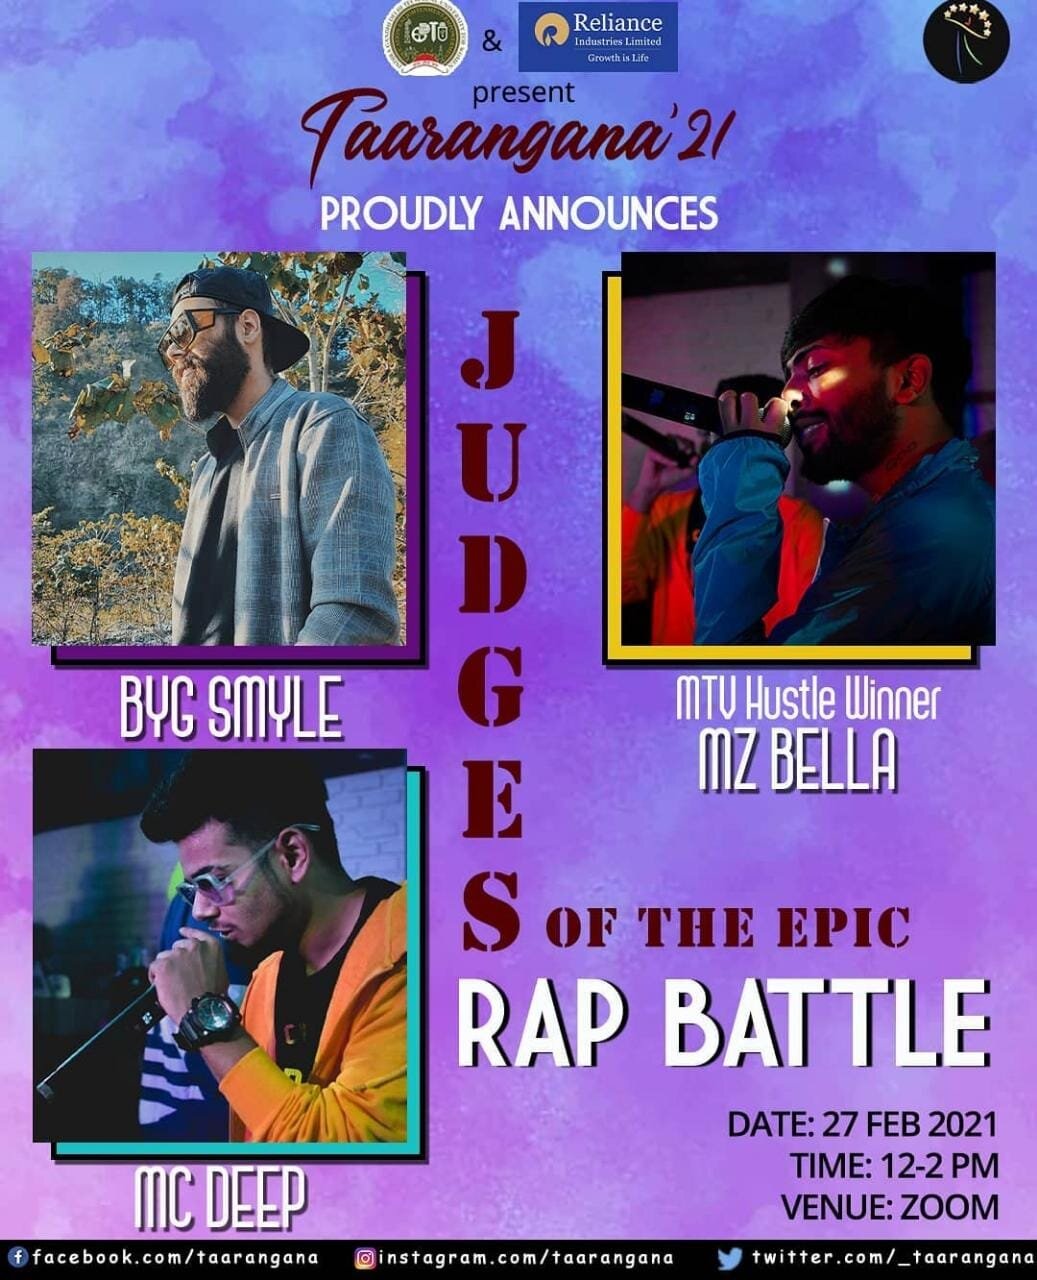 &
Reliance
Industries Limited
Growth is Life
present
Taarangana'21
PROUDLY ANNOUNCES
JUDGES
BYG SMYLE
MTV Hustle Winner
MZ BELLA
MC DEEP
OF THE EPIC
RAP BATTLE
DATE: 27 FEB 2021
TIME: 12-2 PM
VENUE: ZOOM
facebook.com/taarangana
instagram.com/taarangana
twitter.com/_taarangana